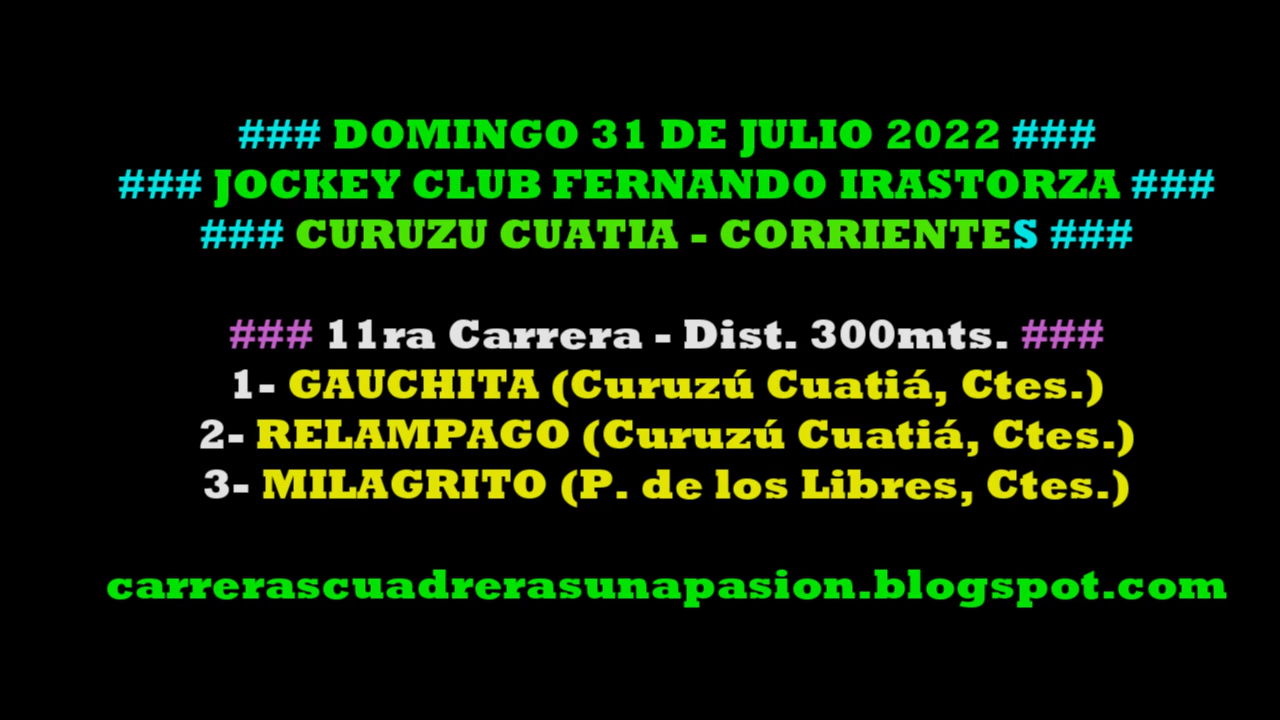 ### DOMINGO 31 DE JULIO 2022 ###
### JOCKEY CLUB FERNANDO IRASTORZA ###
### CURUZU CUATIA - CORRIENTES ###
### 11ra Carrera - Dist. 300mts. ###
1- GAUCHITA (Curuzú Cuatiá, Ctes.)
2- RELAMPAGO (Curuzú Cuatiá, Ctes.)
3- MILAGRITO (P. de los Libres, Ctes.)
carrerascuadrerasunapasion.blogspot.com